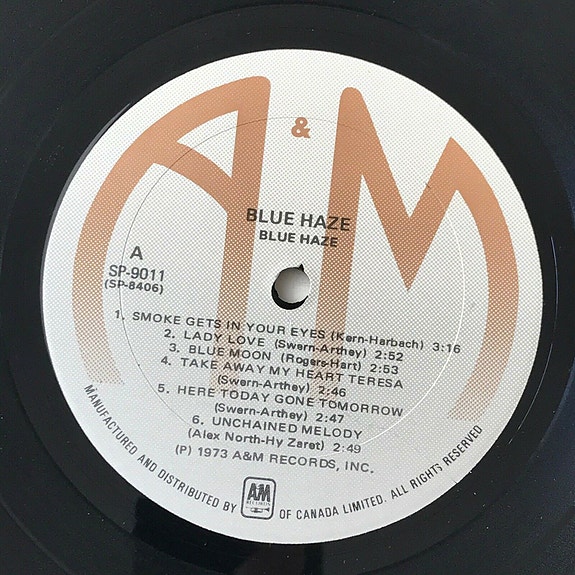 A & M
BLUE HAZE
BLUE HAZE
A
SP-9011
(SP-8406)
1. SMOKE GETS IN YOUR EYES (Kern-Harbach) 3:16
2. LADY LOVE (Swern-Arthey) 2:52
3. BLUE MOON (Rogers-Hart) 2:53
4. TAKE AWAY MY HEART TERESA
(Swern-Arthey) 2:46
5. HERE TODAY GONE TOMORROW
(Swern-Arthey) 2:47
6. UNCHAINED MELODY
(Alex North-Hy Zaret) 2:49
(P) 1973 A&M RECORDS, INC.
MANUFACTURED AND DISTRIBUTED BY A&M RECORDS OF CANADA LIMITED. ALL RIGHTS RESERVED